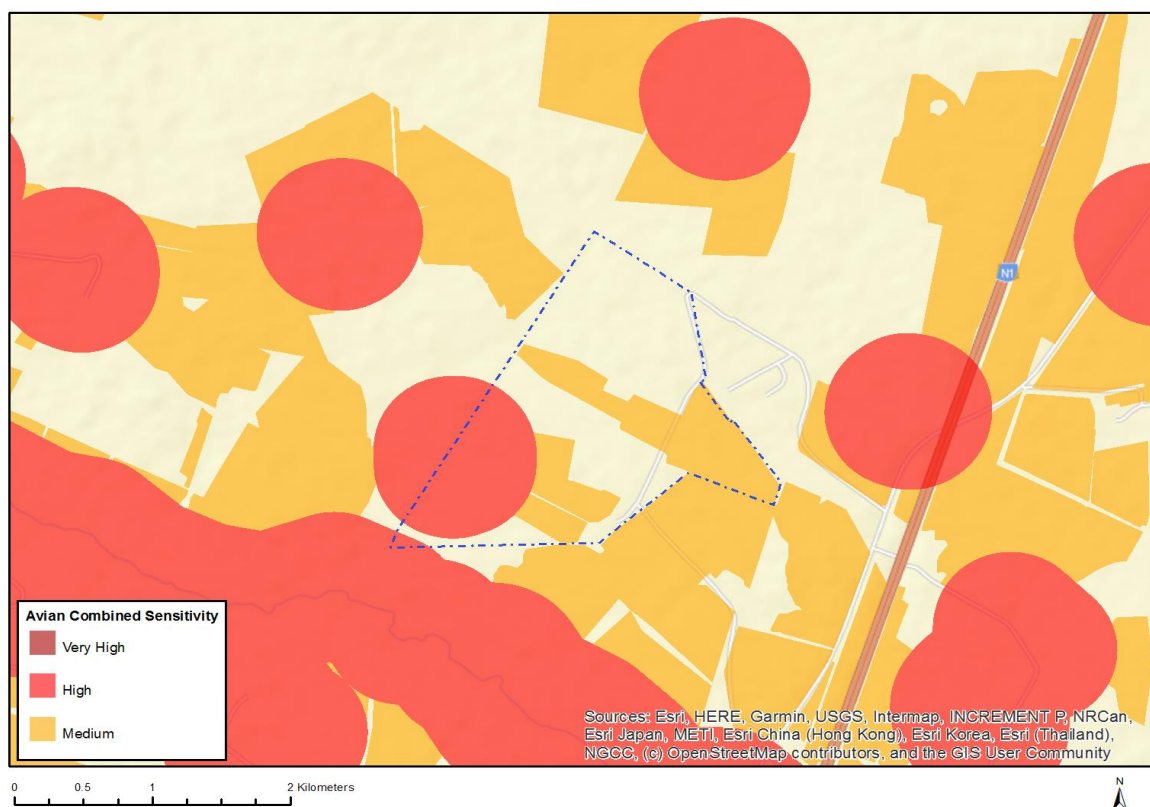 N1
Avian Combined Sensitivity
Very High
High
Medium
Sources: Esri, HERE, Garmin, USGS, Intermap, INCREMENT P, NRCan,
Esri Japan, METI, Esri China (Hong Kong), Esri Korea, Esri (Thailand),
NGCC, (c) OpenStreetMap contributors, and the GIS User Community
0 0.5 1 2 Kilometers
N